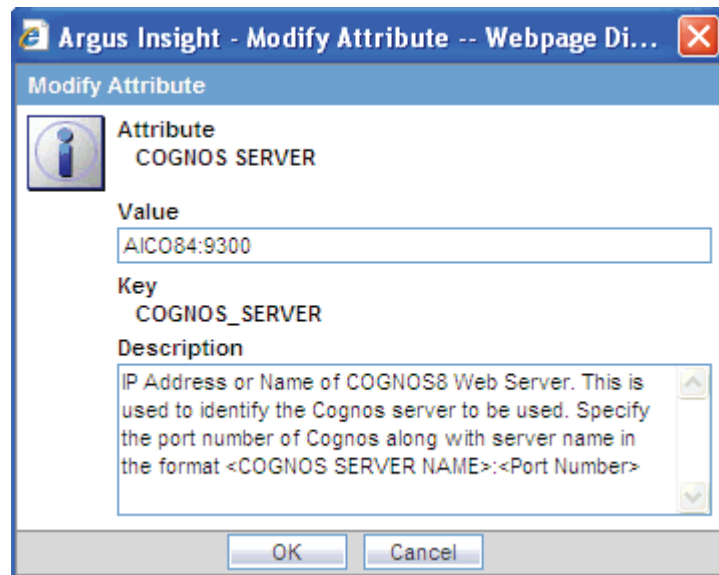 Argus Insight - Modify Attribute -- Webpage Di...
Modify Attribute
Attribute
COGNOS SERVER
Value
AICO84:9300
Key
COGNOS_SERVER
Description
IP Address or Name of COGNOS8 Web Server. This is
used to identify the Cognos server to be used. Specify
the port number of Cognos along with server name in
the format <COGNOS SERVER NAME>:<Port Number>
OK
Cancel